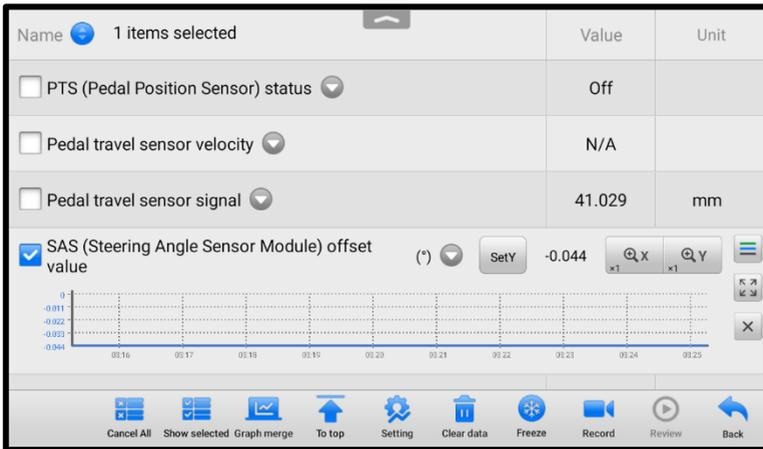 Name 1 items selected Value Unit
PTS (Pedal Position Sensor) status Off
Pedal travel sensor velocity N/A
Pedal travel sensor signal 41.029 mm
SAS (Steering Angle Sensor Module) offset value (°) SetY -0.044 X ×1 Y ×1
0
-0.011
-0.022
-0.033
-0.044
03:16 03:17 03:18 03:19 03:20 03:21 03:22 03:23 03:24 03:25
Cancel All Show selected Graph merge To top Setting Clear data Freeze Record Review Back